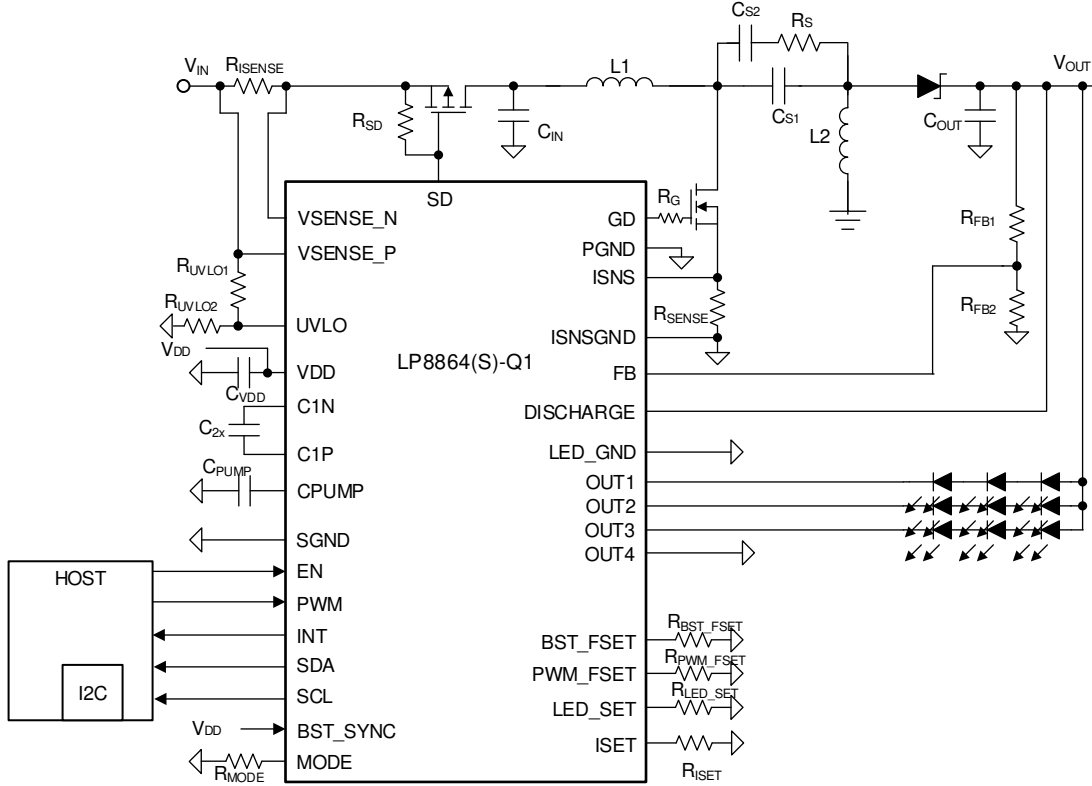 CS2
RS
VIN
RISENSE
L1
VOUT
RSD
CIN
CS1
L2
COUT
SD
VSENSE_N
VSENSE_P
RUVLO1
RUVLO2
UVLO
VDD
VDD
CVDD
C1N
C2x
C1P
CPUMP
CPUMP
SGND
HOST
I2C
EN
PWM
INT
SDA
SCL
VDD
BST_SYNC
MODE
RMODE
LP8864(S)-Q1
GD
RG
PGND
ISNS
RSENSE
ISNSGND
FB
RFB1
RFB2
DISCHARGE
LED_GND
OUT1
OUT2
OUT3
OUT4
BST_FSET
RBST_FSET
PWM_FSET
RPWM_FSET
LED_SET
RLED_SET
ISET
RISET